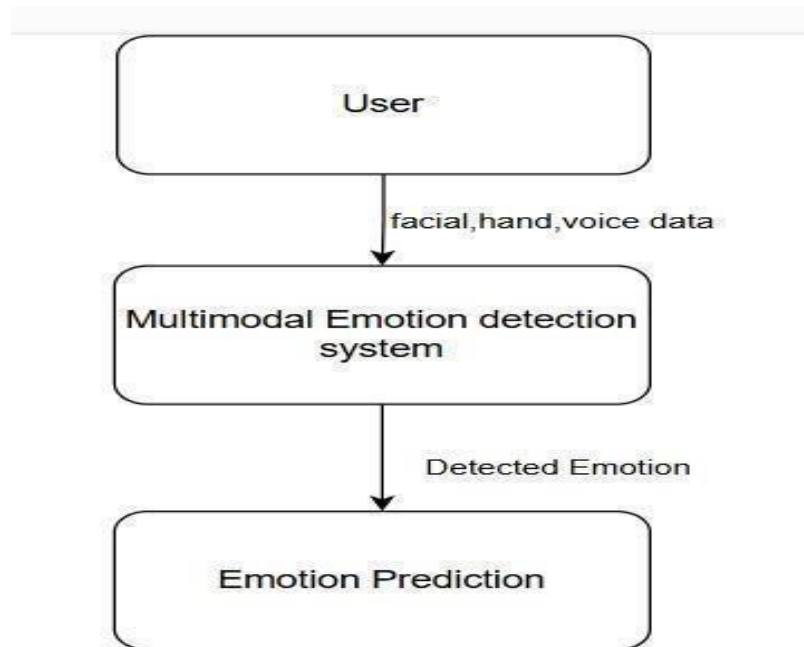 User
facial,hand,voice data
Multimodal Emotion detection
system
Detected Emotion
Emotion Prediction